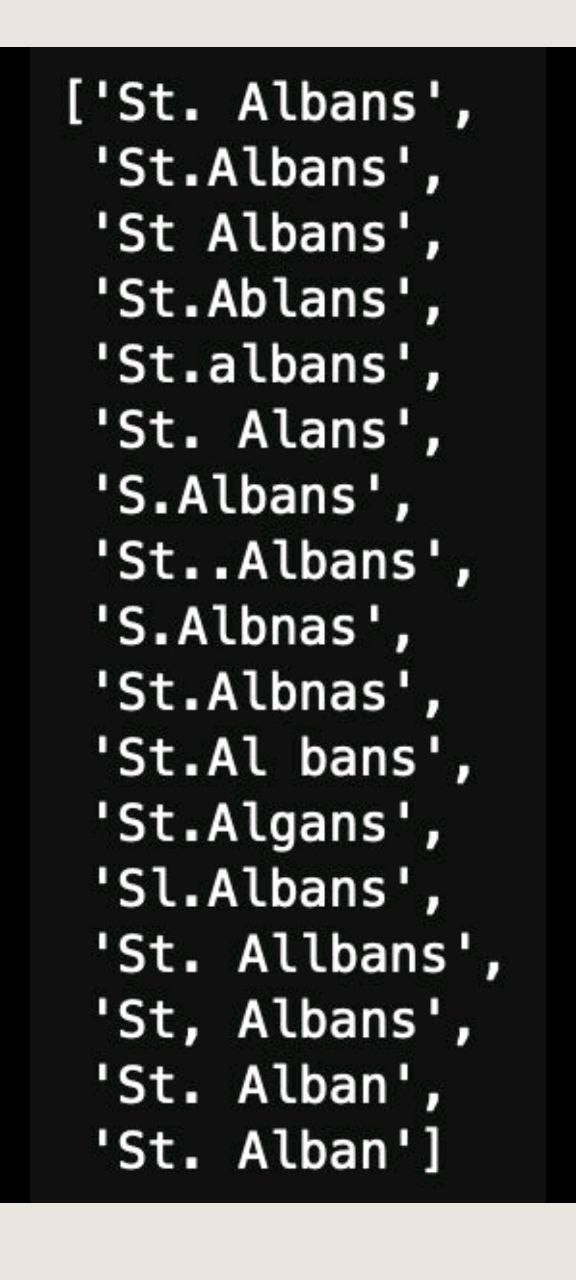 ['St. Albans',
'St.Albans',
'St Albans',
'St.Ablans',
'St.albans',
'St. Alans',
'S.Albans',
'St..Albans',
'S.Albnas',
'St.Albnas',
'St.Al bans',
'St.Algans',
'Sl.Albans',
'St. Allbans',
'St, Albans',
'St. Alban',
'St. Alban']